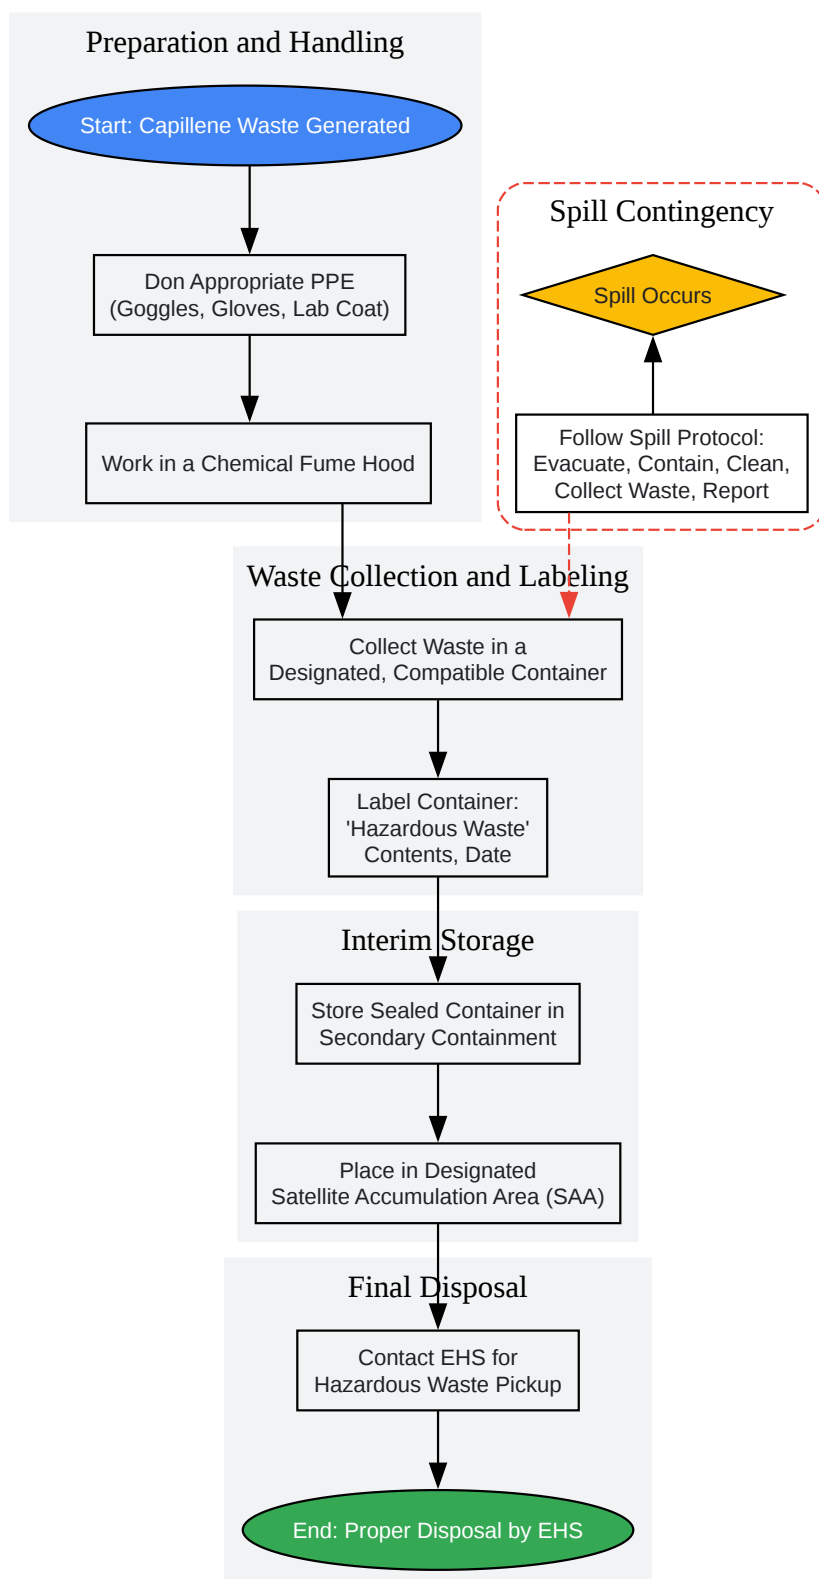 Preparation and Handling
Start: Capillene Waste Generated
Don Appropriate PPE
(Goggles, Gloves, Lab Coat)
Work in a Chemical Fume Hood
Spill Contingency
Spill Occurs
Follow Spill Protocol:
Evacuate, Contain, Clean,
Collect Waste, Report
Waste Collection and Labeling
Collect Waste in a
Designated, Compatible Container
Label Container:
'Hazardous Waste'
Contents, Date
Interim Storage
Store Sealed Container in
Secondary Containment
Place in Designated
Satellite Accumulation Area (SAA)
Final Disposal
Contact EHS for
Hazardous Waste Pickup
End: Proper Disposal by EHS